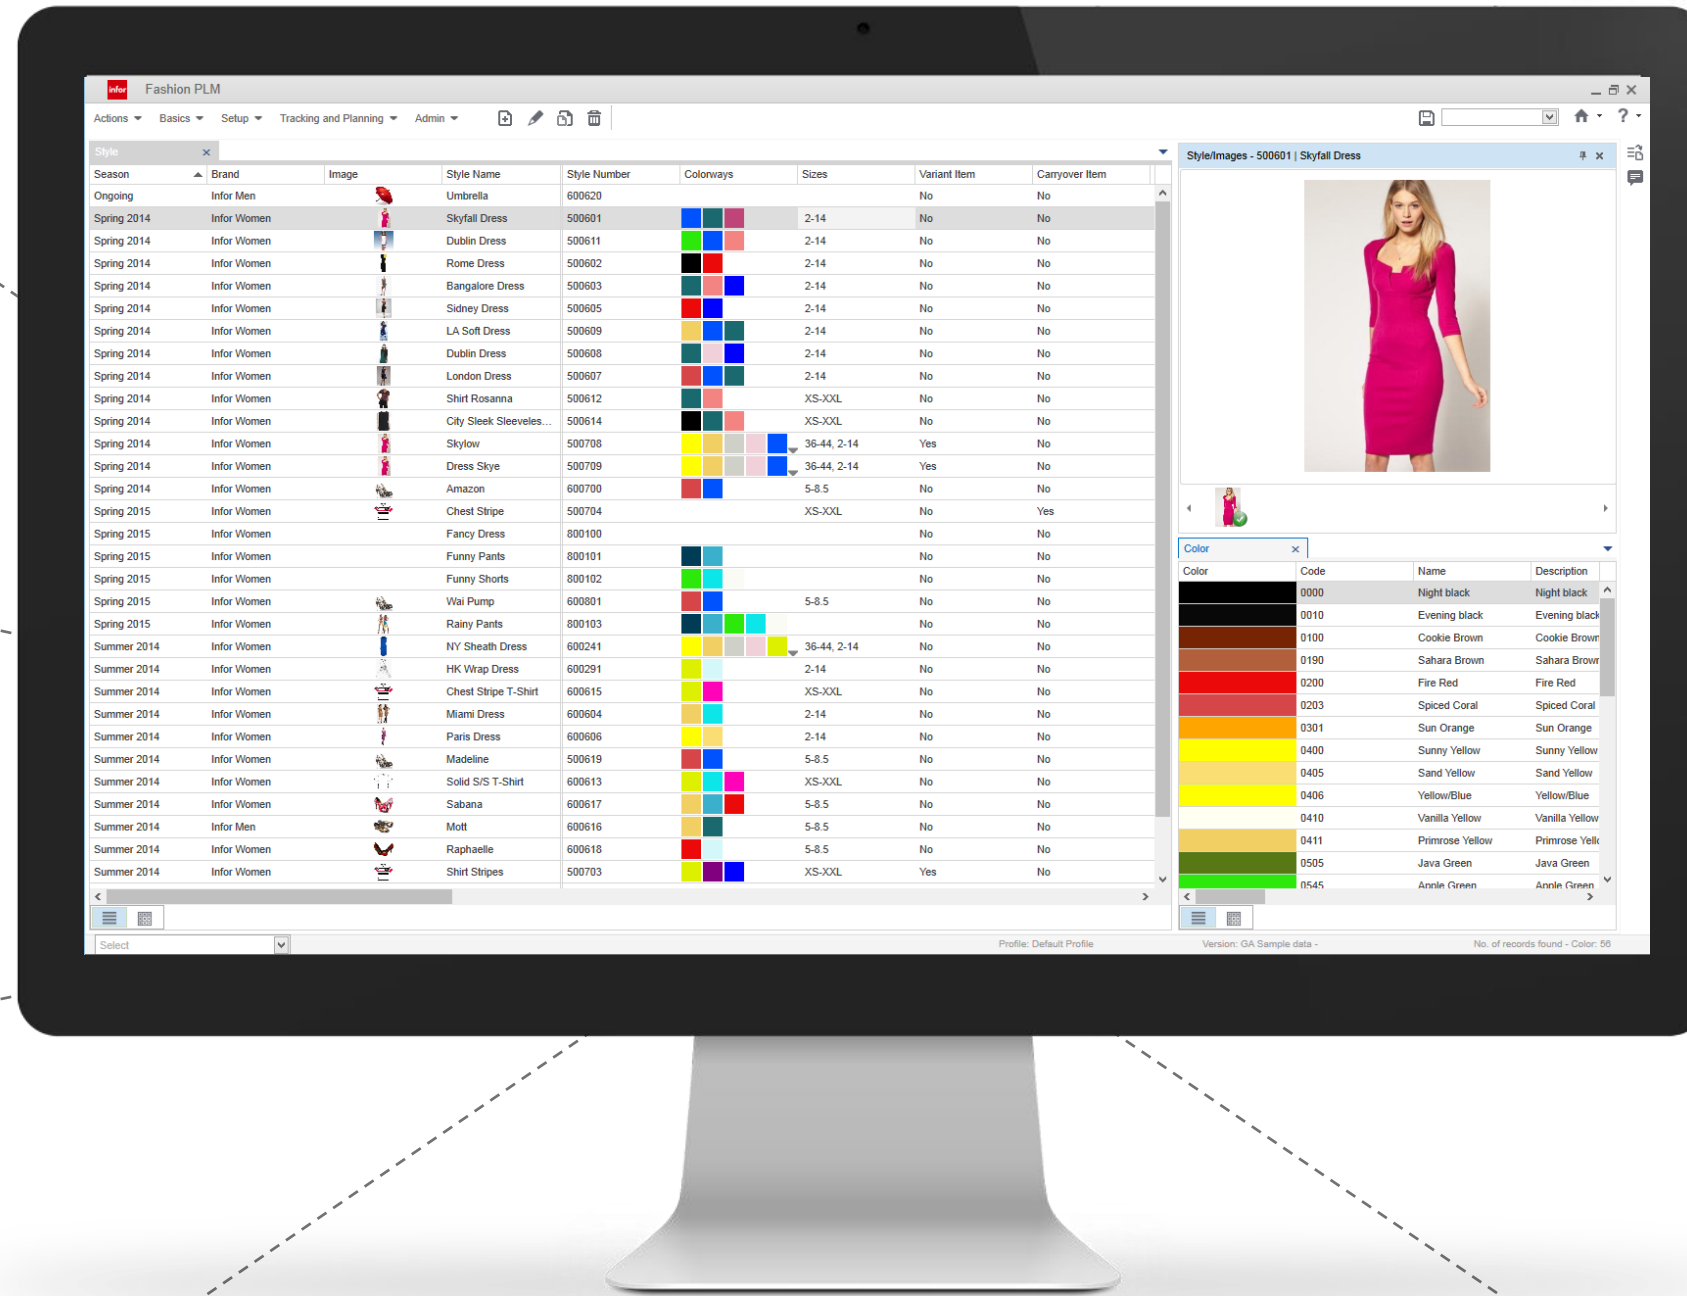 infor Fashion PLM
Actions Basics Setup Tracking and Planning Admin ?
Style
Season Brand Image Style Name Style Number Colorways Sizes Variant Item Carryover Item
Ongoing Infor Men Umbrella 600620 No No
Spring 2014 Infor Women Skyfall Dress 500601 2-14 No No
Spring 2014 Infor Women Dublin Dress 500611 2-14 No No
Spring 2014 Infor Women Rome Dress 500602 2-14 No No
Spring 2014 Infor Women Bangalore Dress 500603 2-14 No No
Spring 2014 Infor Women Sidney Dress 500605 2-14 No No
Spring 2014 Infor Women LA Soft Dress 500609 2-14 No No
Spring 2014 Infor Women Dublin Dress 500608 2-14 No No
Spring 2014 Infor Women London Dress 500607 2-14 No No
Spring 2014 Infor Women Shirt Rosanna 500612 XS-XXL No No
Spring 2014 Infor Women City Sleek Sleeveles... 500614 XS-XXL No No
Spring 2014 Infor Women Skylow 500708 36-44, 2-14 Yes No
Spring 2014 Infor Women Dress Skye 500709 36-44, 2-14 Yes No
Spring 2014 Infor Women Amazon 600700 5-8.5 No No
Spring 2015 Infor Women Chest Stripe 500704 XS-XXL No Yes
Spring 2015 Infor Women Fancy Dress 800100 No No
Spring 2015 Infor Women Funny Pants 800101 No No
Spring 2015 Infor Women Funny Shorts 800102 No No
Spring 2015 Infor Women Wai Pump 600801 5-8.5 No No
Spring 2015 Infor Women Rainy Pants 800103 No No
Summer 2014 Infor Women NY Sheath Dress 600241 36-44, 2-14 No No
Summer 2014 Infor Women HK Wrap Dress 600291 2-14 No No
Summer 2014 Infor Women Chest Stripe T-Shirt 600615 XS-XXL No No
Summer 2014 Infor Women Miami Dress 600604 2-14 No No
Summer 2014 Infor Women Paris Dress 600606 2-14 No No
Summer 2014 Infor Women Madeline 500619 5-8.5 No No
Summer 2014 Infor Women Solid S/S T-Shirt 600613 XS-XXL No No
Summer 2014 Infor Women Sabana 600617 5-8.5 No No
Summer 2014 Infor Men Mott 600616 5-8.5 No No
Summer 2014 Infor Women Raphaelle 600618 5-8.5 No No
Summer 2014 Infor Women Shirt Stripes 500703 XS-XXL Yes No
Style/Images - 500601 | Skyfall Dress
Color
Color Code Name Description
0000 Night black Night black
0010 Evening black Evening black
0100 Cookie Brown Cookie Brown
0190 Sahara Brown Sahara Brown
0200 Fire Red Fire Red
0203 Spiced Coral Spiced Coral
0301 Sun Orange Sun Orange
0400 Sunny Yellow Sunny Yellow
0405 Sand Yellow Sand Yellow
0406 Yellow/Blue Yellow/Blue
0410 Vanilla Yellow Vanilla Yellow
0411 Primrose Yellow Primrose Yello
0505 Java Green Java Green
0545 Apple Green Apple Green
Select Profile: Default Profile Version: GA Sample data - No. of records found - Color: 56